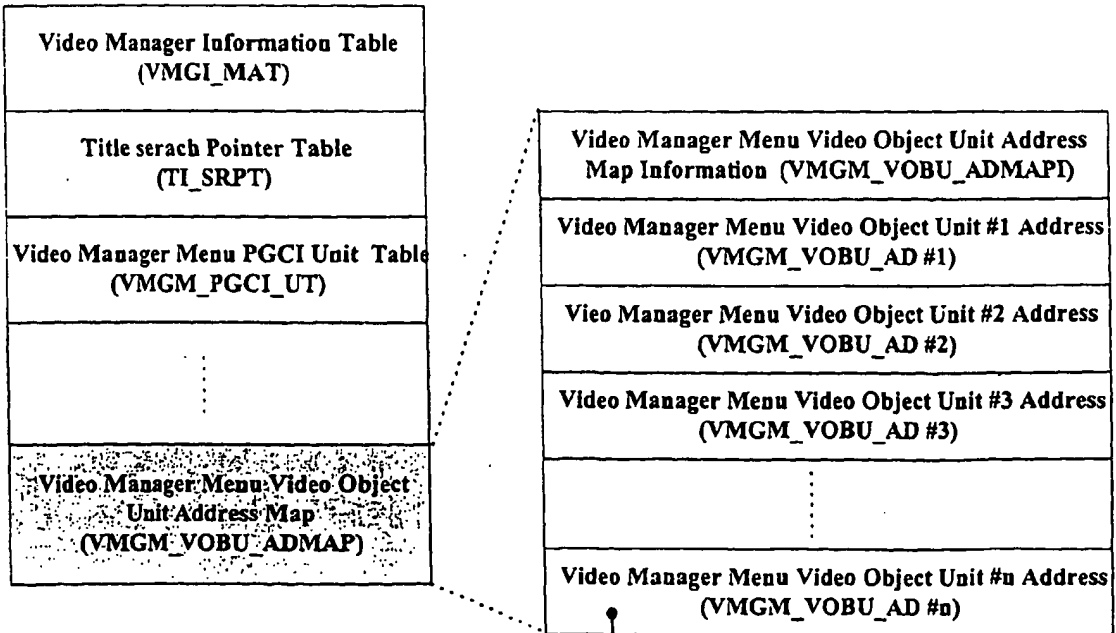 Video Manager Information Table
(VMGI_MAT)
Title serach Pointer Table
(TI_SRPT)
Video Manager Menu PGCI Unit Table
(VMGM_PGCI_UT)
Video Manager Menu Video Object
Unit Address Map
(VMGM_VOBU_ADMAP)
Video Manager Menu Video Object Unit Address
Map Information (VMGM_VOBU_ADMAPI)
Video Manager Menu Video Object Unit #1 Address
(VMGM_VOBU_AD #1)
Vieo Manager Menu Video Object Unit #2 Address
(VMGM_VOBU_AD #2)
Video Manager Menu Video Object Unit #3 Address
(VMGM_VOBU_AD #3)
Video Manager Menu Video Object Unit #n Address
(VMGM_VOBU_AD #n)